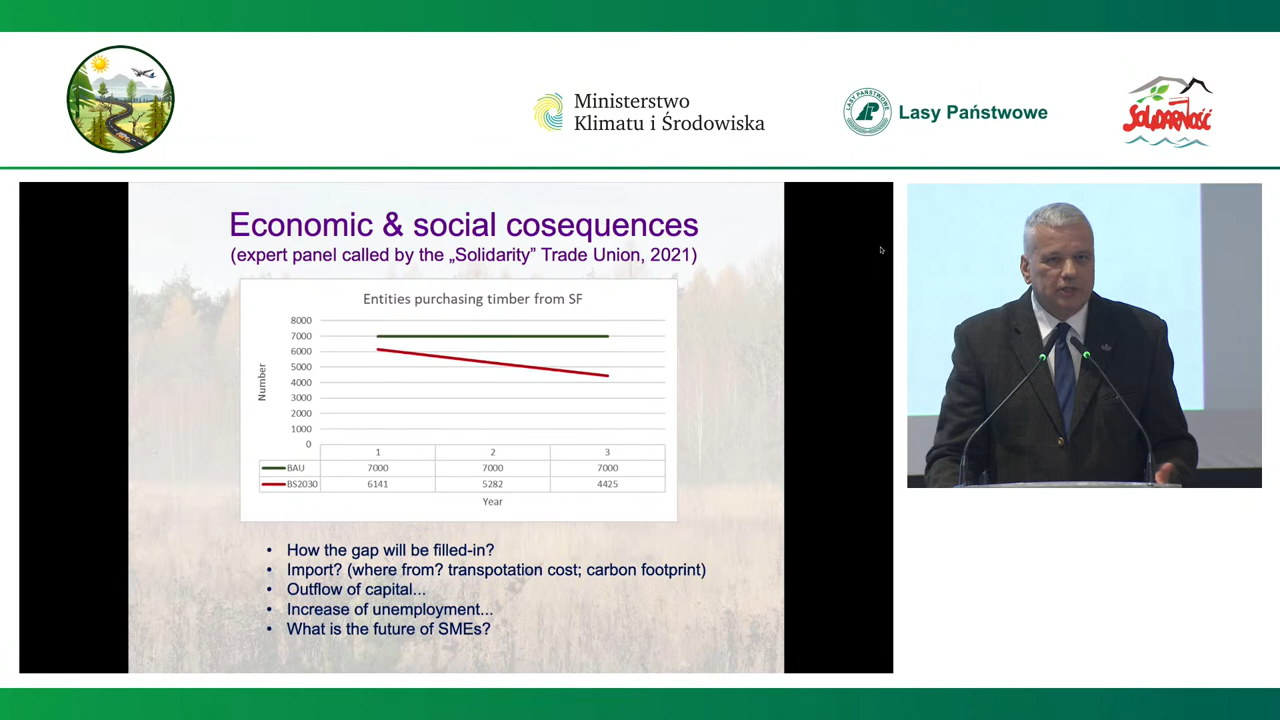 Ministerstwo
Klimatu i Środowiska
LASY PAŃSTWOWE
Lasy Państwowe
SOLIDARNOŚĆ
Economic & social cosequences
(expert panel called by the „Solidarity” Trade Union, 2021)
Entities purchasing timber from SF
8000
7000
6000
5000
4000
3000
2000
1000
0
Number
1 2 3
BAU 7000 7000 7000
BS2030 6141 5282 4425
Year
• How the gap will be filled-in?
• Import? (where from? transpotation cost; carbon footprint)
• Outflow of capital...
• Increase of unemployment...
• What is the future of SMEs?